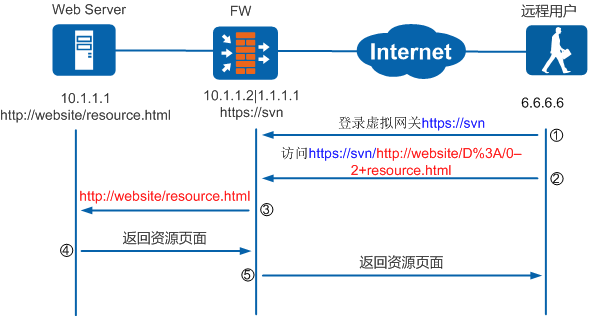 Web Server
FW
远程用户
Internet
10.1.1.1
http://website/resource.html
10.1.1.2|1.1.1.1
https://svn
6.6.6.6
登录虚拟网关https://svn
①
访问https://svn/http://website/D%3A/0–
2+resource.html
②
http://website/resource.html
③
④
返回资源页面
⑤
返回资源页面